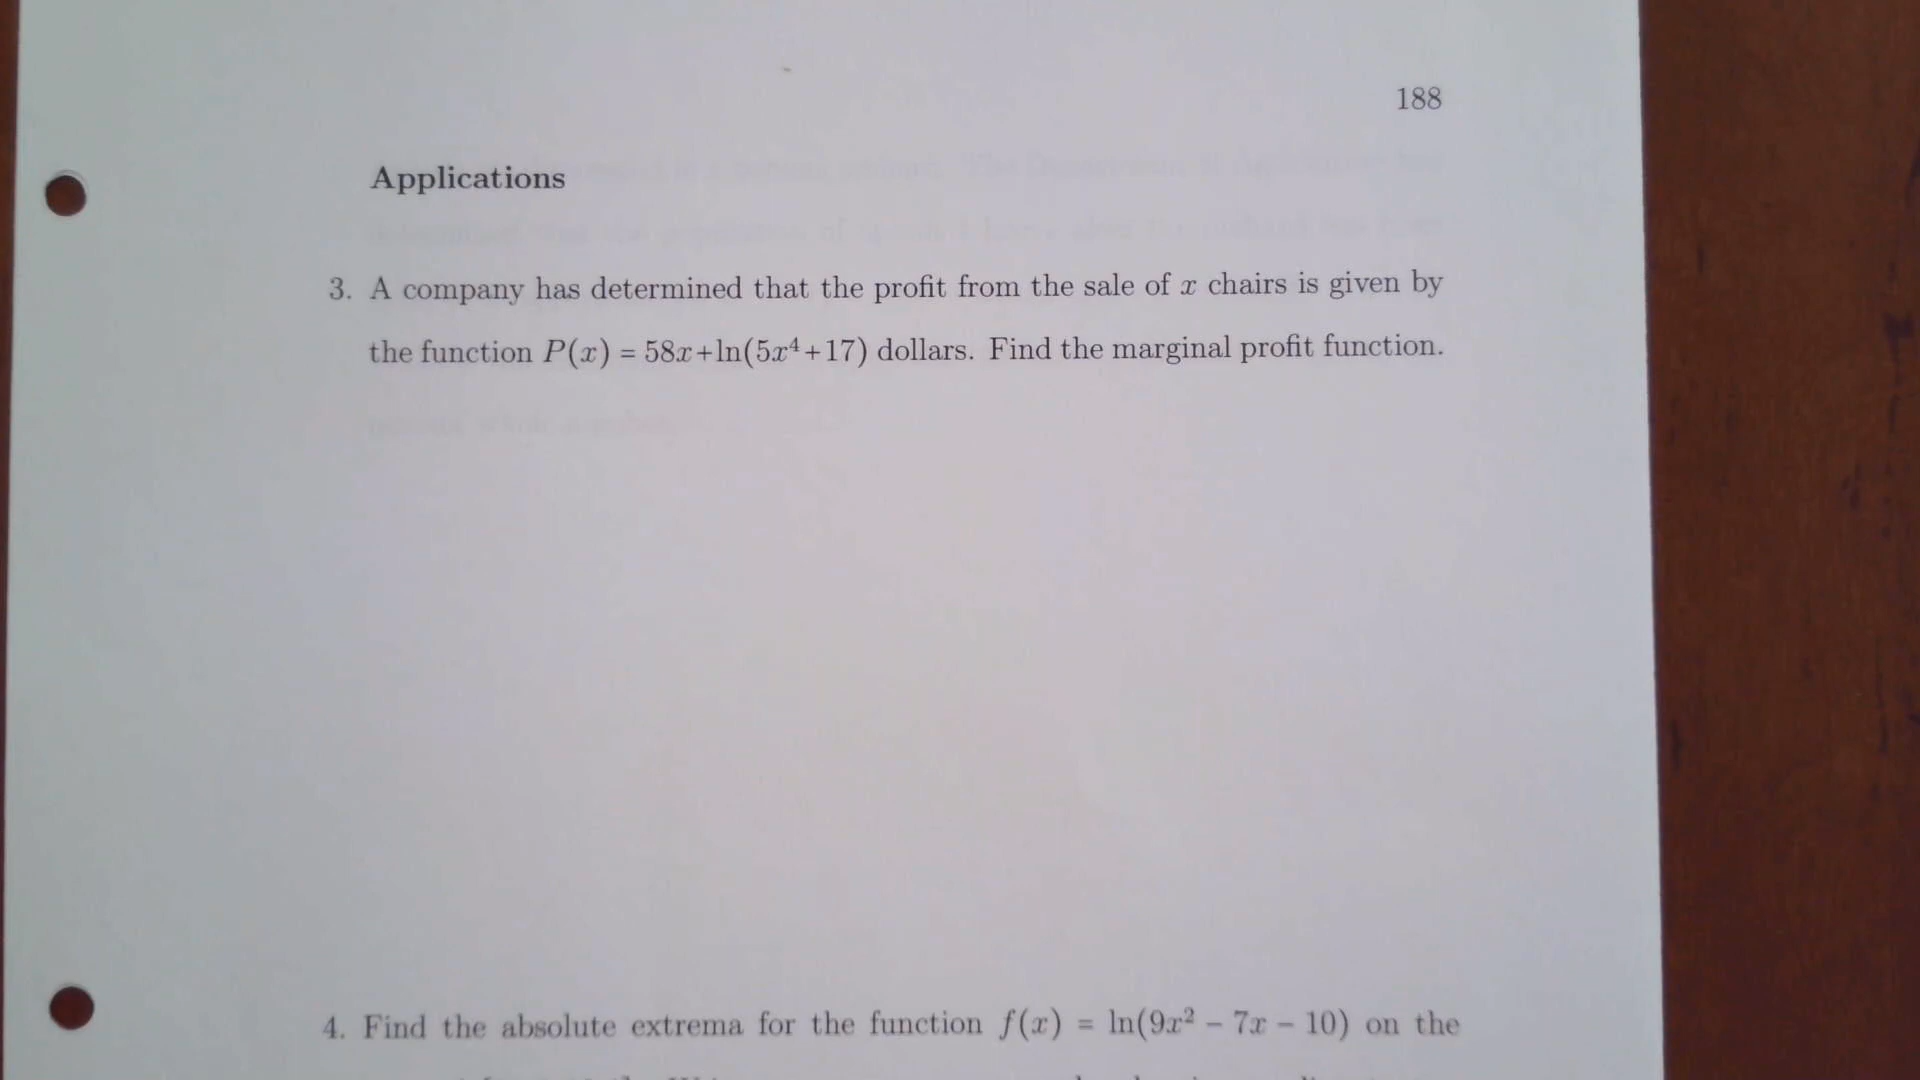 188
Applications
3. A company has determined that the profit from the sale of x chairs is given by
the function P(x) = 58x+ln(5x⁴+17) dollars. Find the marginal profit function.
4. Find the absolute extrema for the function f(x) = ln(9x² − 7x − 10) on the